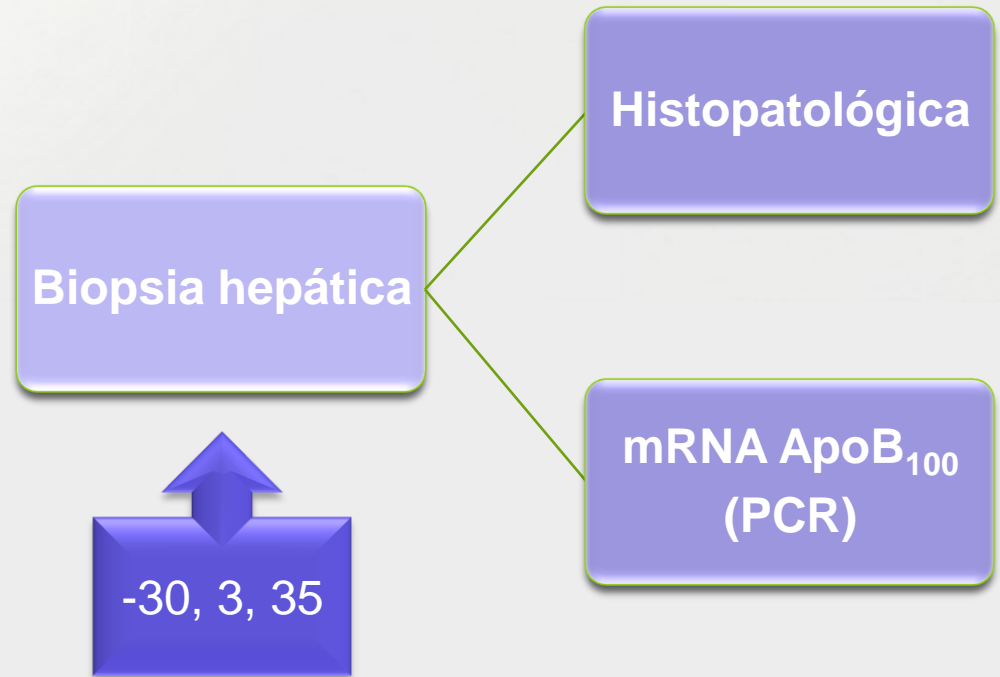 Histopatológica
Biopsia hepática
mRNA ApoB₁₀₀
(PCR)
-30, 3, 35